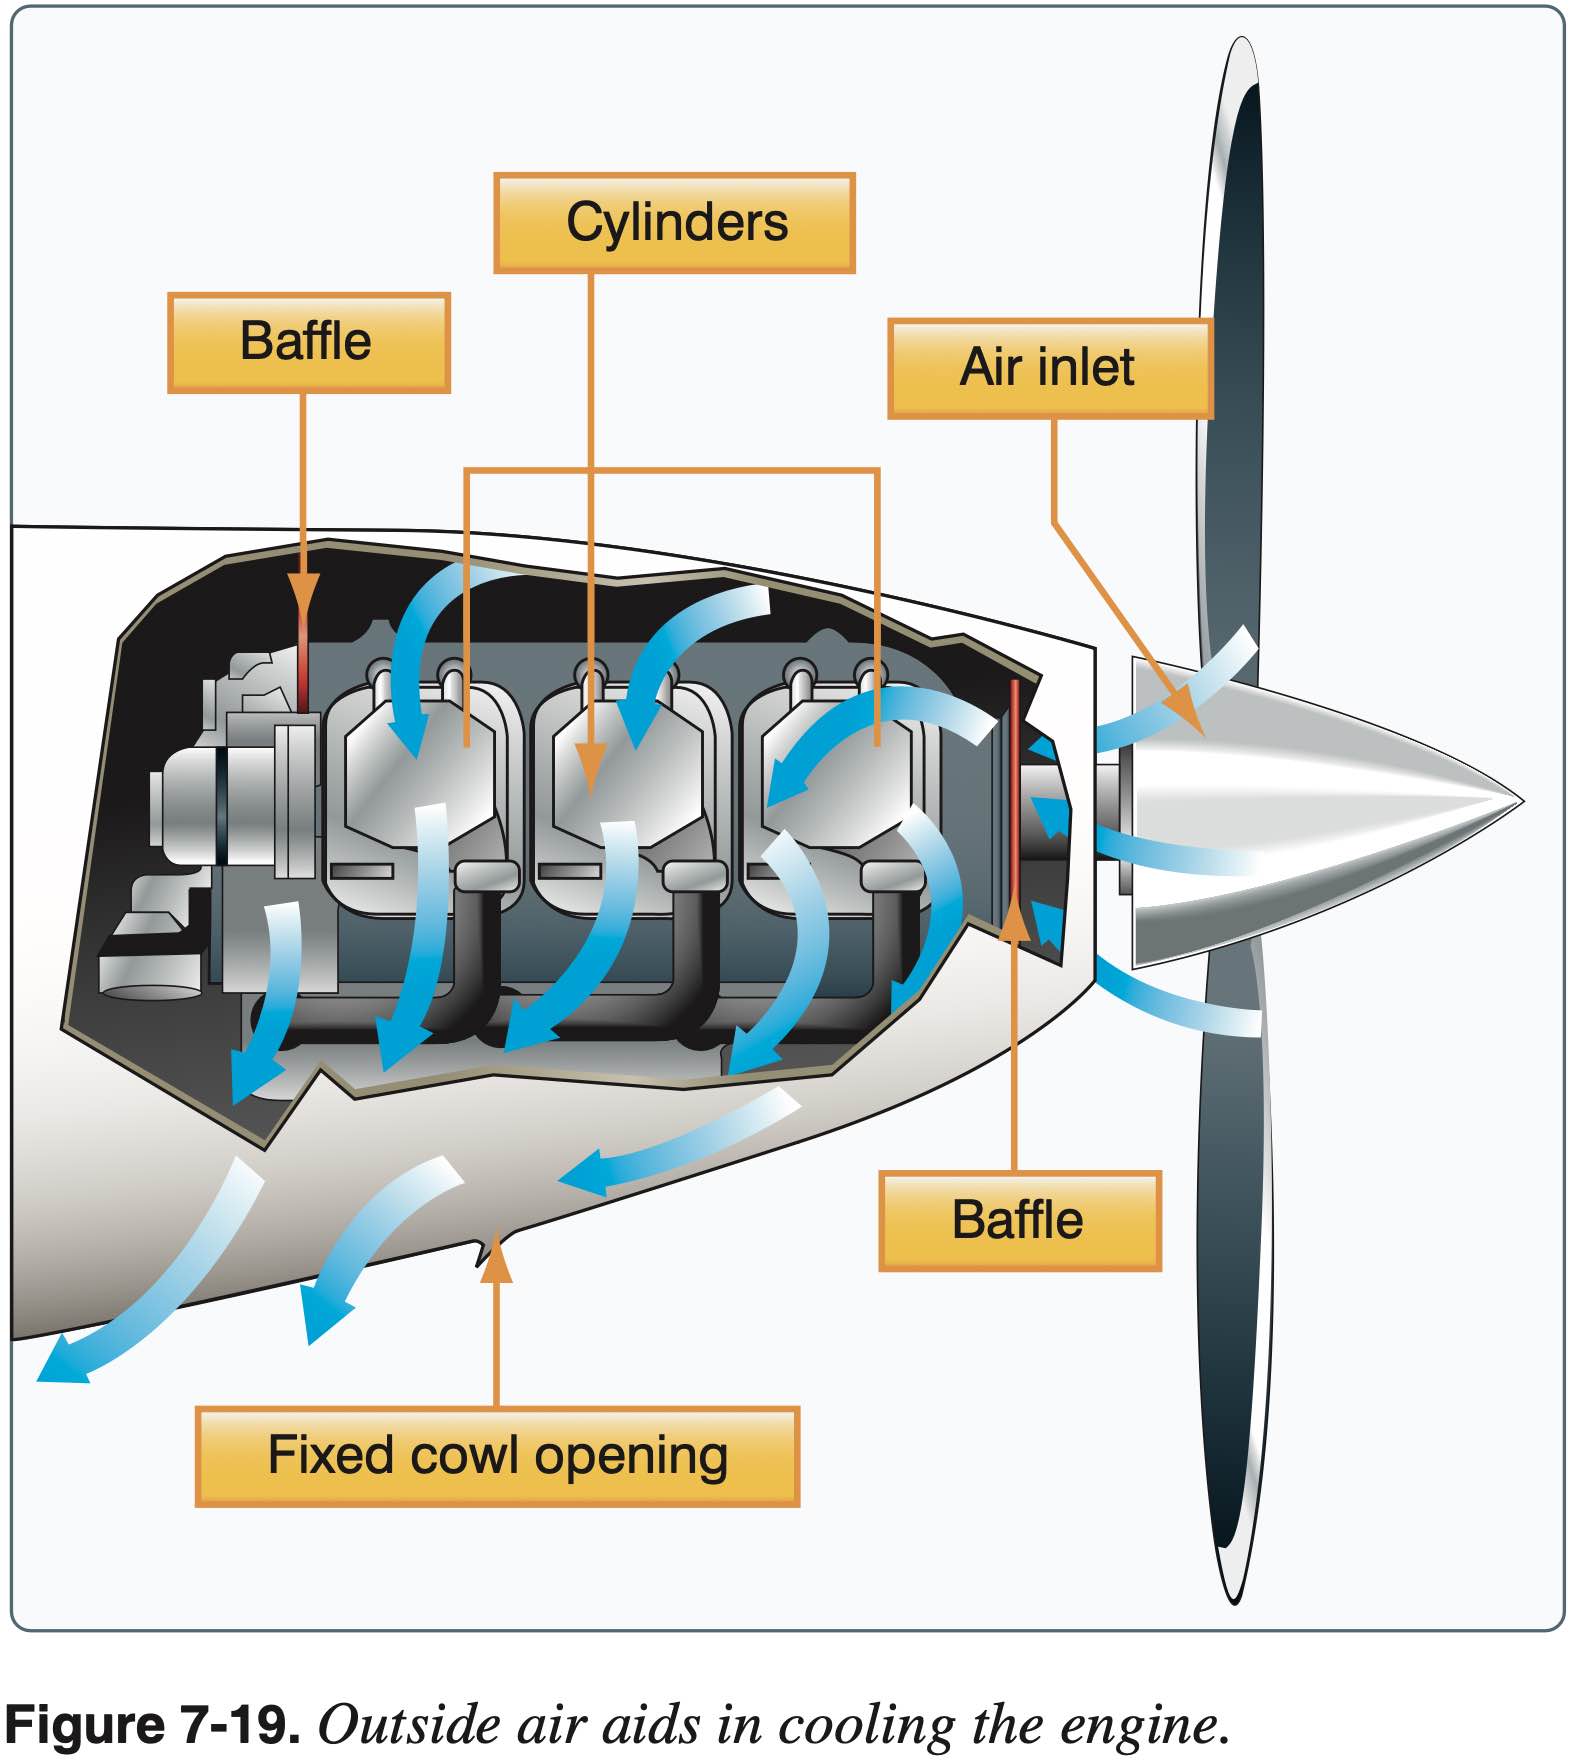 Cylinders
Baffle
Air inlet
Baffle
Fixed cowl opening
Figure 7-19. Outside air aids in cooling the engine.